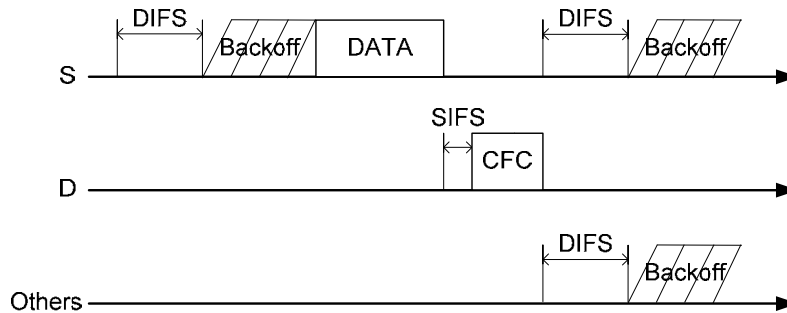 DIFS
Backoff
DATA
DIFS
Backoff
S
SIFS
CFC
D
DIFS
Backoff
Others